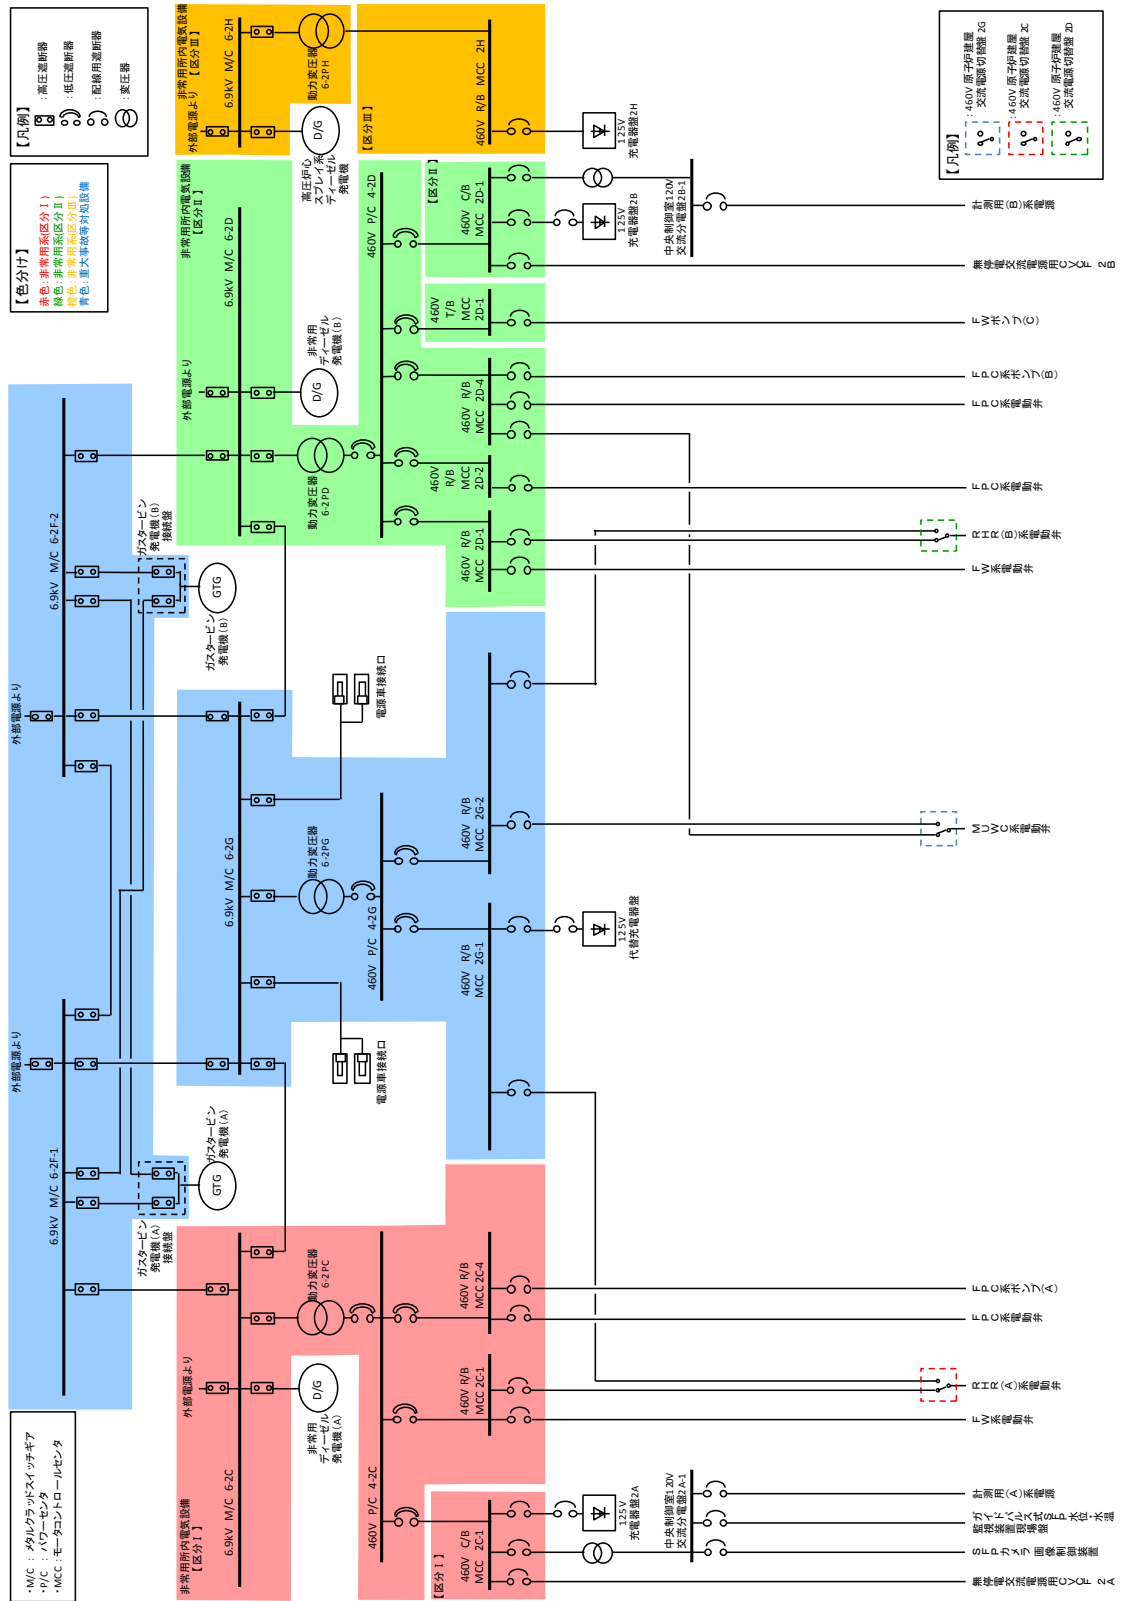 ・M/C ：メタルクラッドスイッチギア
・P/C ：パワーセンタ
・MCC：モータコントロールセンタ
【色分け】
赤色：非常用系(区分Ⅰ)
緑色：非常用系(区分Ⅱ)
橙色：非常用系(区分Ⅲ)
青色：重大事故等対処設備
【凡例】
：高圧遮断器
：低圧遮断器
：配線用遮断器
：変圧器
【凡例】
：460V 原子炉建屋
交流電源切替盤 2G
：460V 原子炉建屋
交流電源切替盤 2C
：460V 原子炉建屋
交流電源切替盤 2D
外部電源より
6.9kV M/C 6-2F-1
ガスタービン
発電機(A)
接続盤
GTG
ガスタービン
発電機(A)
外部電源より
6.9kV M/C 6-2F-2
ガスタービン
発電機(B)
接続盤
GTG
ガスタービン
発電機(B)
非常用所内電気設備
【区分Ⅰ】
6.9kV M/C 6-2C
外部電源より
D/G
非常用
ディーゼル
発電機(A)
動力変圧器
6-2PC
460V P/C 4-2C
【区分Ⅰ】
460V C/B
MCC 2C-1
460V R/B
MCC 2C-1
460V R/B
MCC 2C-4
125V
充電器盤2A
中央制御室120V
交流分電盤2A-1
無停電交流電源用CVCF 2A
SFPカメラ画像制御装置
ガイドパルス式SFP水位・水温
監視装置現場盤
計測用(A)系電源
FW系電動弁
RHR(A)系電動弁
FPC系電動弁
FPC系ポンプ(A)
6.9kV M/C 6-2G
電源車接続口
電源車接続口
動力変圧器
6-2PG
460V P/C 4-2G
460V R/B
MCC 2G-1
460V R/B
MCC 2G-2
125V
代替充電器盤
MUWC系電動弁
非常用所内電気設備
【区分Ⅱ】
6.9kV M/C 6-2D
外部電源より
D/G
非常用
ディーゼル
発電機(B)
動力変圧器
6-2PD
460V P/C 4-2D
【区分Ⅱ】
460V R/B
MCC 2D-1
460V
R/B
MCC
2D-2
460V R/B
MCC 2D-4
460V
T/B
MCC
2D-1
460V C/B
MCC 2D-1
125V
充電器盤2B
中央制御室120V
交流分電盤2B-1
FW系電動弁
RHR(B)系電動弁
FPC系電動弁
FPC系電動弁
FPC系ポンプ(B)
FWポンプ(C)
無停電交流電源用CVCF 2B
計測用(B)系電源
非常用所内電気設備
【区分Ⅲ】
外部電源より
6.9kV M/C 6-2H
D/G
高圧炉心
スプレイ系
ディーゼル
発電機
動力変圧器
6-2PH
【区分Ⅲ】
460V R/B MCC 2H
125V
充電器盤2H